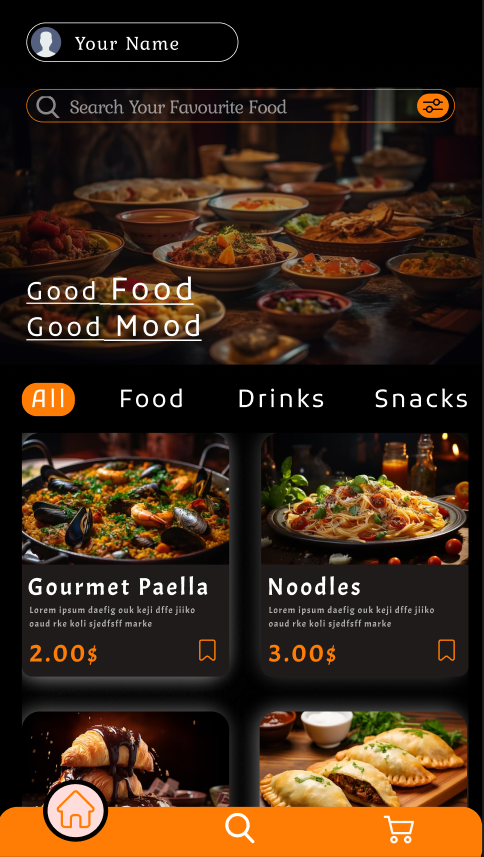 Your Name
Search Your Favourite Food
Good Food
Good Mood
All Food Drinks Snacks
Gourmet Paella
Lorem ipsum daefig ouk keji dffe jiiko
oaud rke koli sjedfsff marke
2.00$
Noodles
Lorem ipsum daefig ouk keji dffe jiiko
oaud rke koli sjedfsff marke
3.00$